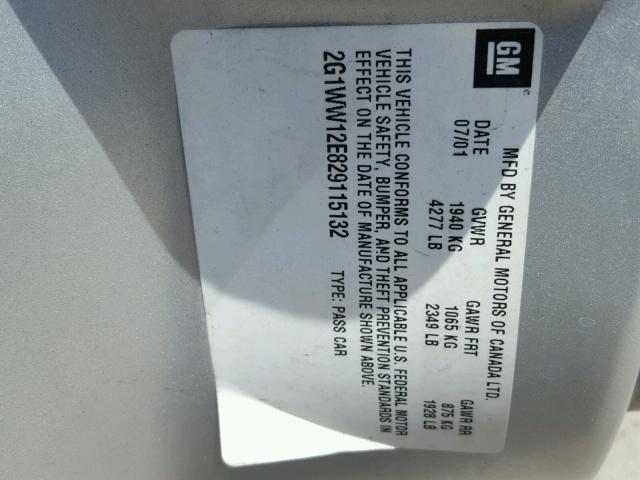 GM
MFD BY GENERAL MOTORS OF CANADA LTD.
DATE GVWR GAWR FRT GAWR RR
07/01 1940 KG 1065 KG 875 KG
4277 LB 2349 LB 1928 LB
THIS VEHICLE CONFORMS TO ALL APPLICABLE U.S. FEDERAL MOTOR
VEHICLE SAFETY, BUMPER, AND THEFT PREVENTION STANDARDS IN
EFFECT ON THE DATE OF MANUFACTURE SHOWN ABOVE.
2G1WW12E829115132 TYPE: PASS CAR